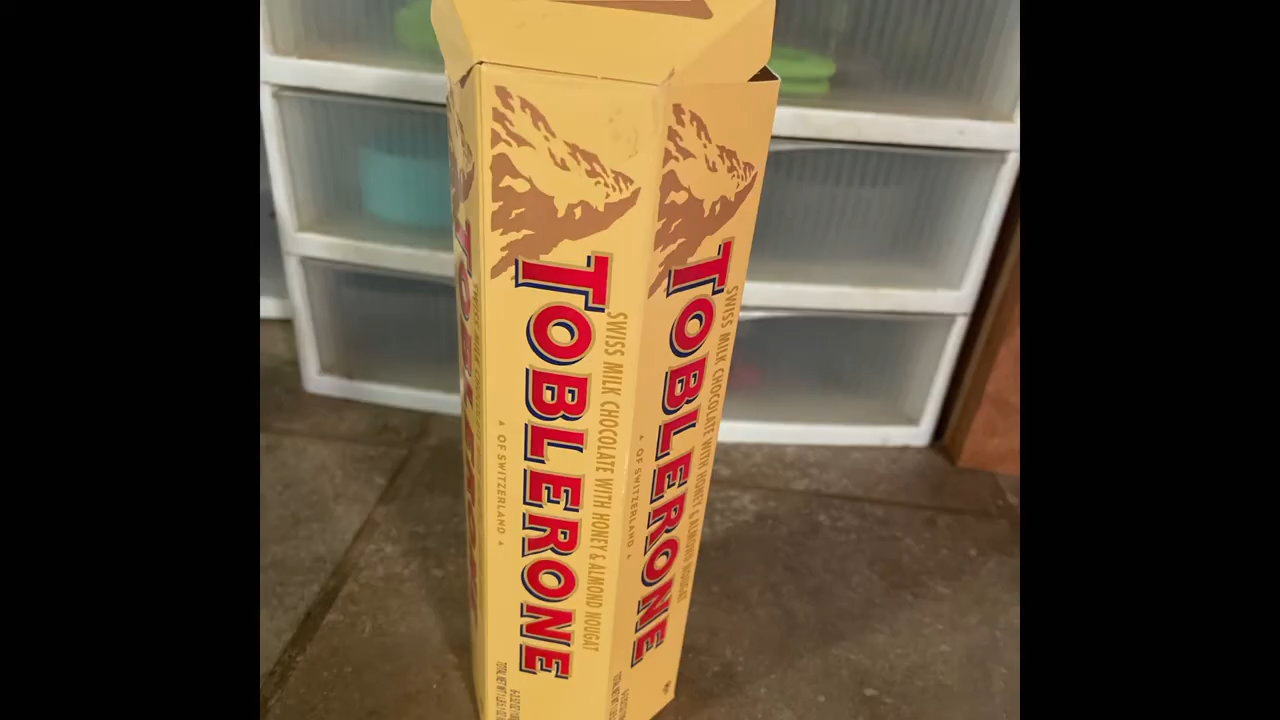 TOBLERONE
SWISS MILK CHOCOLATE WITH HONEY & ALMOND NOUGAT
OF SWITZERLAND
TOBLERONE
SWISS MILK CHOCOLATE WITH HONEY & ALMOND NOUGAT
OF SWITZERLAND
TOBLERONE